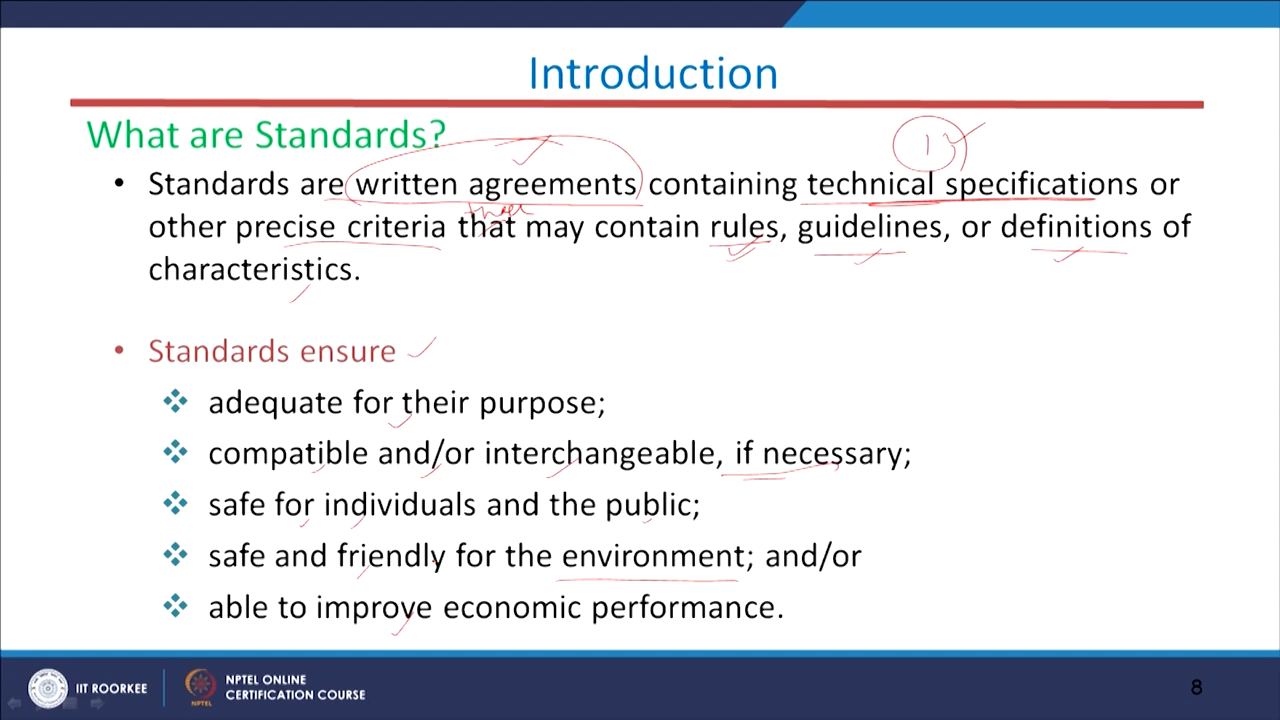 Introduction
What are Standards?
• Standards are written agreements containing technical specifications or
other precise criteria that may contain rules, guidelines, or definitions of
characteristics.
• Standards ensure
❖ adequate for their purpose;
❖ compatible and/or interchangeable, if necessary;
❖ safe for individuals and the public;
❖ safe and friendly for the environment; and/or
❖ able to improve economic performance.
IIT ROORKEE
NPTEL ONLINE
CERTIFICATION COURSE
NPTEL
8